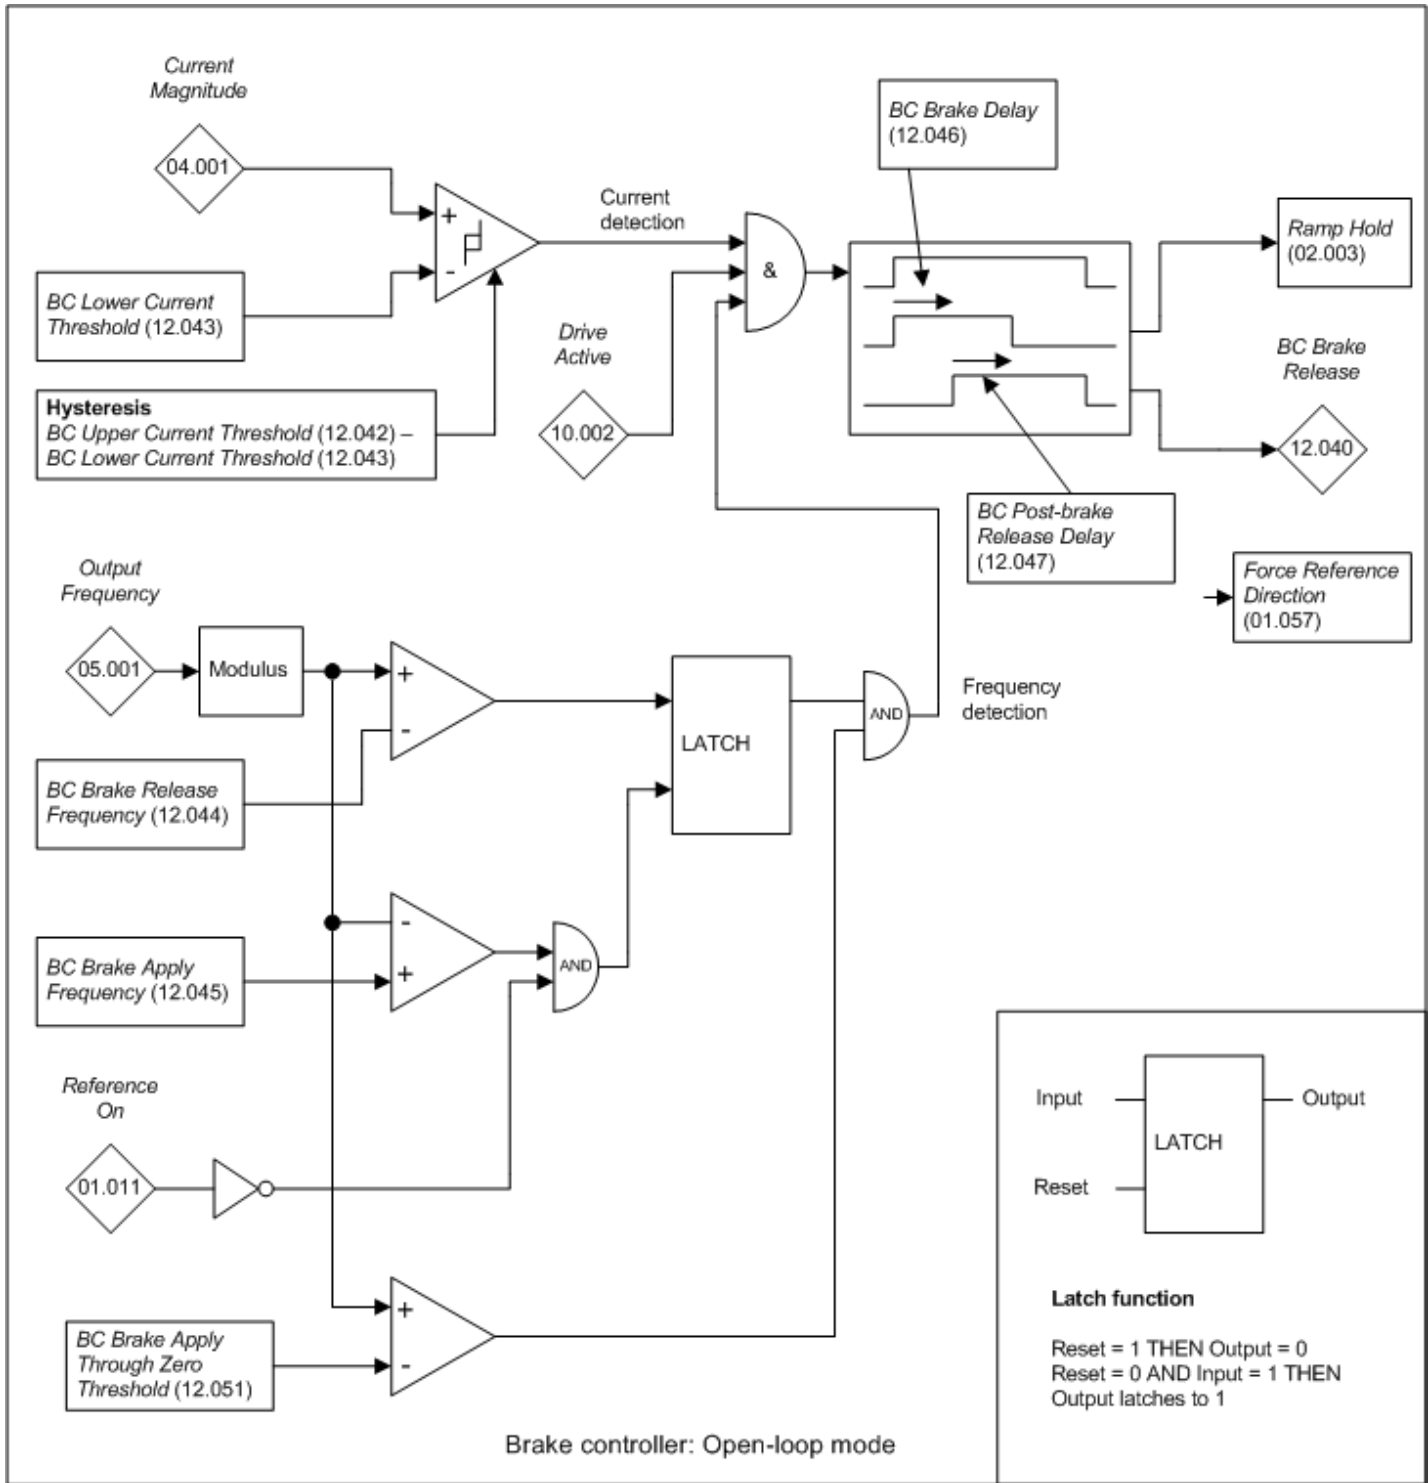 Current
Magnitude
04.001
+
-
BC Lower Current
Threshold (12.043)
Hysteresis
BC Upper Current Threshold (12.042) –
BC Lower Current Threshold (12.043)
Current
detection
Drive
Active
10.002
&
BC Brake Delay
(12.046)
BC Post-brake
Release Delay
(12.047)
Ramp Hold
(02.003)
BC Brake
Release
12.040
Force Reference
Direction
(01.057)
Output
Frequency
05.001
Modulus
+
-
BC Brake Release
Frequency (12.044)
LATCH
AND
Frequency
detection
-
+
BC Brake Apply
Frequency (12.045)
AND
Reference
On
01.011
+
-
BC Brake Apply
Through Zero
Threshold (12.051)
Brake controller: Open-loop mode
Input
Output
LATCH
Reset
Latch function
Reset = 1 THEN Output = 0
Reset = 0 AND Input = 1 THEN
Output latches to 1